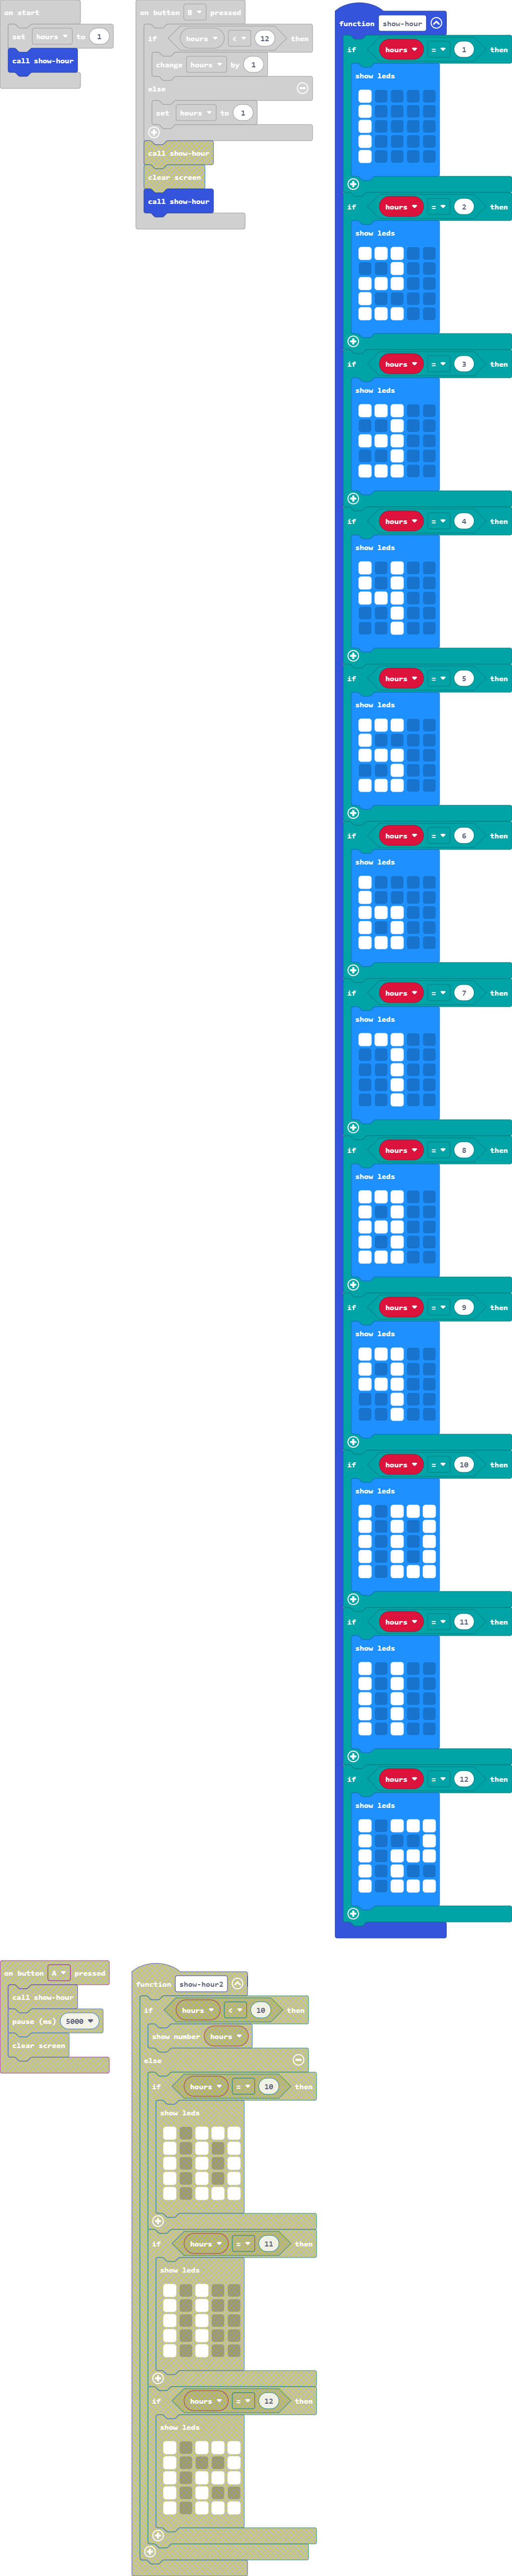 on start
set hours to 1
call show-hour
on button B pressed
if hours < 12 then
change hours by 1
else
set hours to 1
call show-hour
clear screen
call show-hour
function show-hour
if hours = 1 then
show leds
if hours = 2 then
show leds
if hours = 3 then
show leds
if hours = 4 then
show leds
if hours = 5 then
show leds
if hours = 6 then
show leds
if hours = 7 then
show leds
if hours = 8 then
show leds
if hours = 9 then
show leds
if hours = 10 then
show leds
if hours = 11 then
show leds
if hours = 12 then
show leds
on button A pressed
call show-hour
pause (ms) 5000
clear screen
function show-hour2
if hours < 10 then
show number hours
else
if hours = 10 then
show leds
if hours = 11 then
show leds
if hours = 12 then
show leds